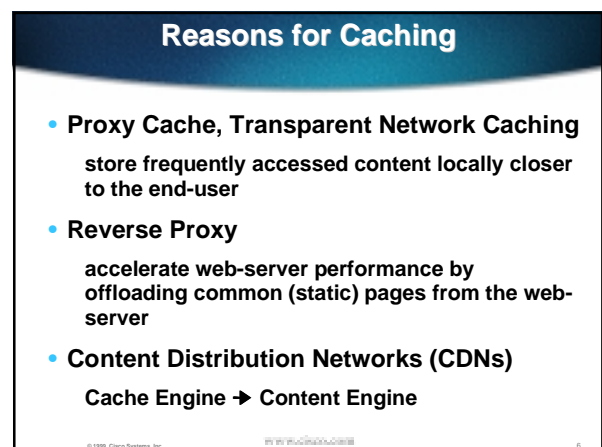 Reasons for Caching
• Proxy Cache, Transparent Network Caching
store frequently accessed content locally closer
to the end-user
• Reverse Proxy
accelerate web-server performance by
offloading common (static) pages from the web-
server
• Content Distribution Networks (CDNs)
Cache Engine ➔ Content Engine
© 1999, Cisco Systems, Inc.
6